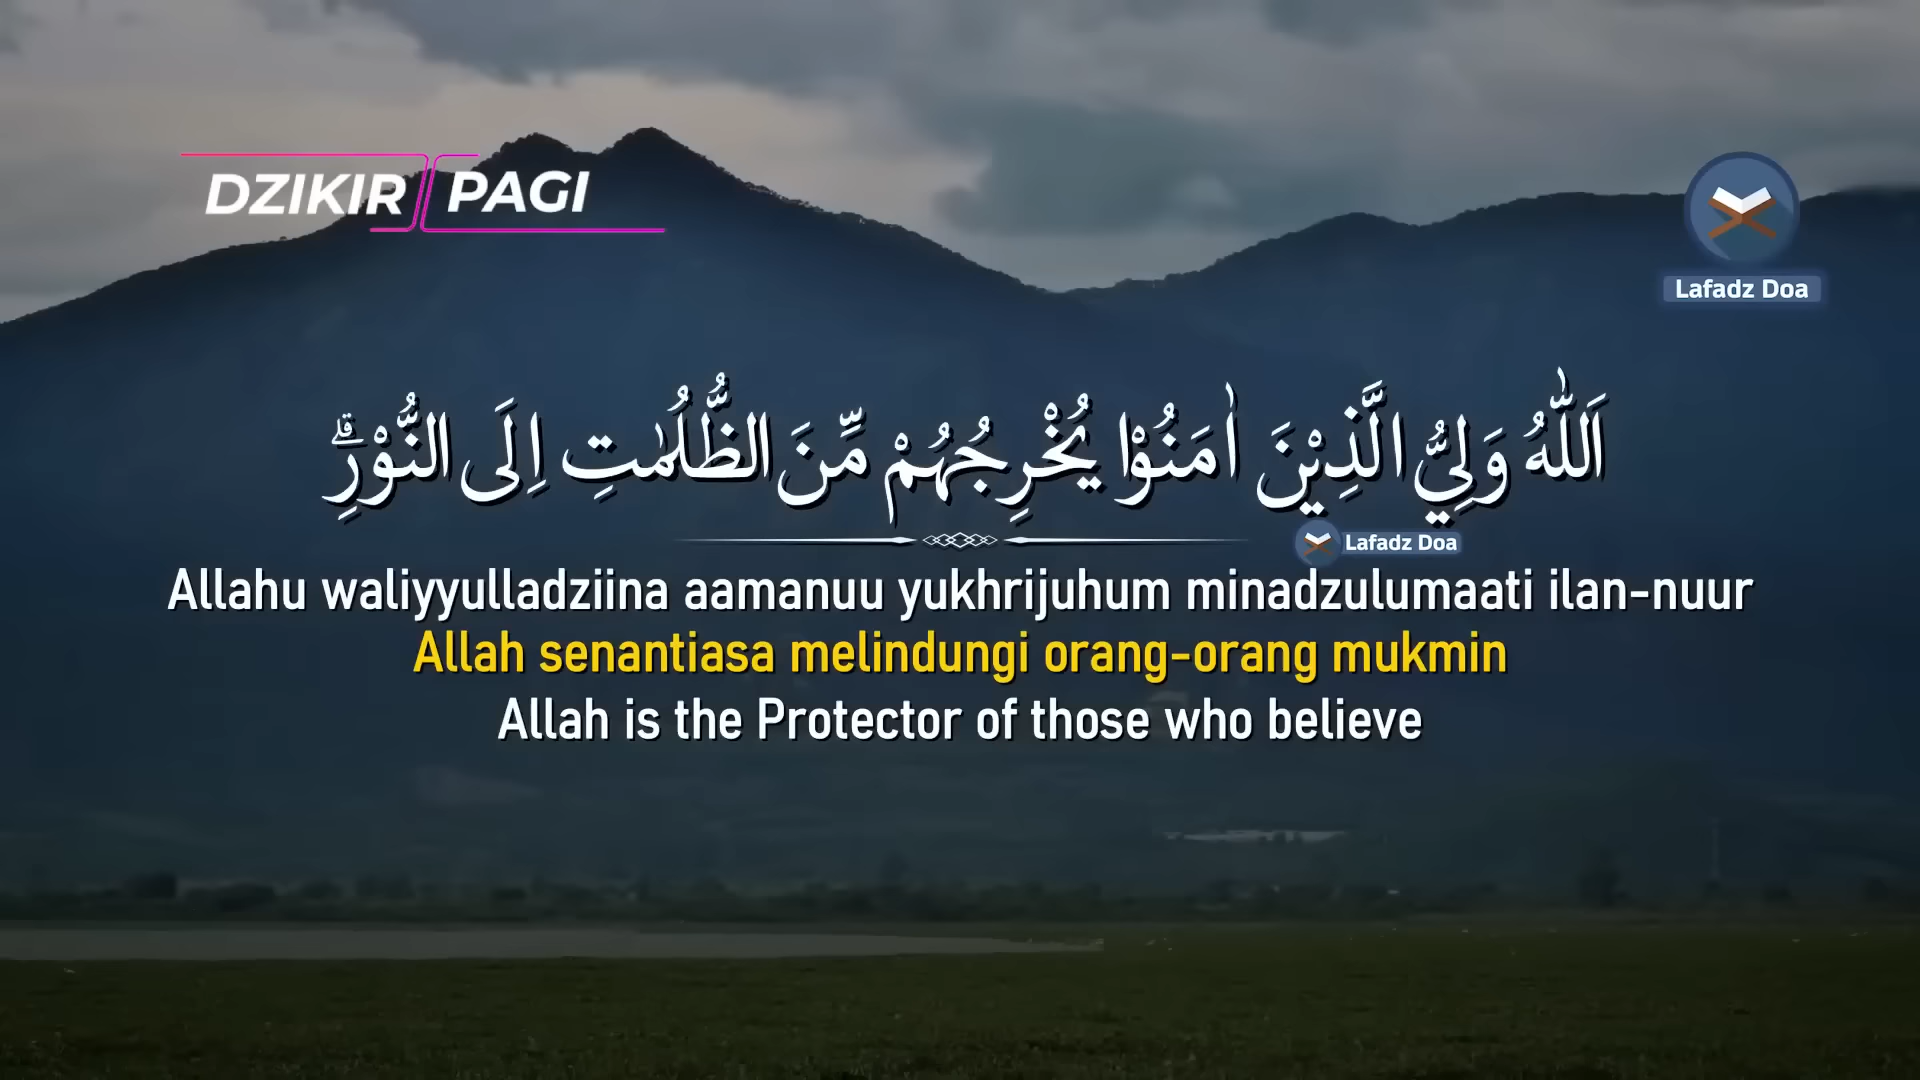 DZIKIR PAGI
Lafadz Doa
اَللّٰهُ وَلِيُّ الَّذِيْنَ اٰمَنُوْا يُخْرِجُهُمْ مِّنَ الظُّلُمٰتِ اِلَى النُّوْرِۗ
Lafadz Doa
Allahu waliyyulladziina aamanuu yukhrijuhum minadzulumaati ilan-nuur
Allah senantiasa melindungi orang-orang mukmin
Allah is the Protector of those who believe